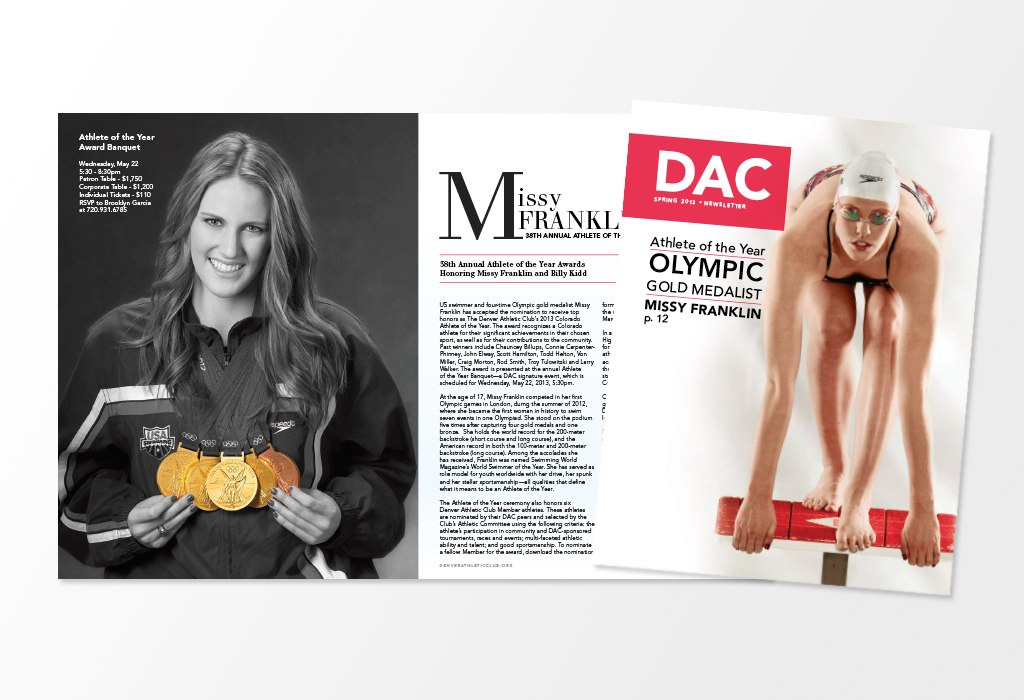 Athlete of the Year
Award Banquet
Wednesday, May 22
5:30 - 8:30pm
Patron Table - $1,750
Corporate Table - $1,200
Individual Tickets - $110
RSVP to Brooklyn Garcia
at 720.931.6785
USA
speedo
Missy
FRANKL
38TH ANNUAL ATHLETE OF TH
38th Annual Athlete of the Year Awards
Honoring Missy Franklin and Billy Kidd
US swimmer and four-time Olympic gold medalist Missy
Franklin has accepted the nomination to receive top
honors as The Denver Athletic Club's 2013 Colorado
Athlete of the Year. The award recognizes a Colorado
athlete for their significant achievements in their chosen
sport, as well as for their contributions to the community.
Past winners include Chauncey Billups, Connie Carpenter-
Phinney, John Elway, Scott Hamilton, Todd Helton, Von
Miller, Craig Morton, Rod Smith, Troy Tulowitzki and Larry
Walker. The award is presented at the annual Athlete
of the Year Banquet—a DAC signature event, which is
scheduled for Wednesday, May 22, 2013, 5:30pm.
At the age of 17, Missy Franklin competed in her first
Olympic games in London, durng the summer of 2012,
where she became the first women in history to swim
seven events in one Olympiad. She stood on the podium
five times after capturing four gold medals and one
bronze. She holds the world record for the 200-meter
backstroke (short course and long course), and the
American record in both the 100-meter and 200-meter
backstroke (long course). Among the accolades she
has received, Franklin was named Swimming World
Magazine's World Swimmer of the Year. She has served as
role model for youth worldwide with her drive, her spunk
and her stellar sportsmanship—all qualities that define
what it means to be an Athlete of the Year.
The Athlete of the Year ceremony also honors six
Denver Athletic Club Member athletes. These athletes
are nominated by their DAC peers and selected by the
Club's Athletic Committee using the following criteria: the
athlete's participation in community and DAC-sponsored
tournaments, races and events; multi-faceted athletic
ability and talent; and good sportsmanship. To nominate
a fellow Member for the award, download the nomination
DENVERATHLETICCLUB.ORG
DAC
SPRING 2013 • NEWSLETTER
Athlete of the Year
OLYMPIC
GOLD MEDALIST
MISSY FRANKLIN
p. 12